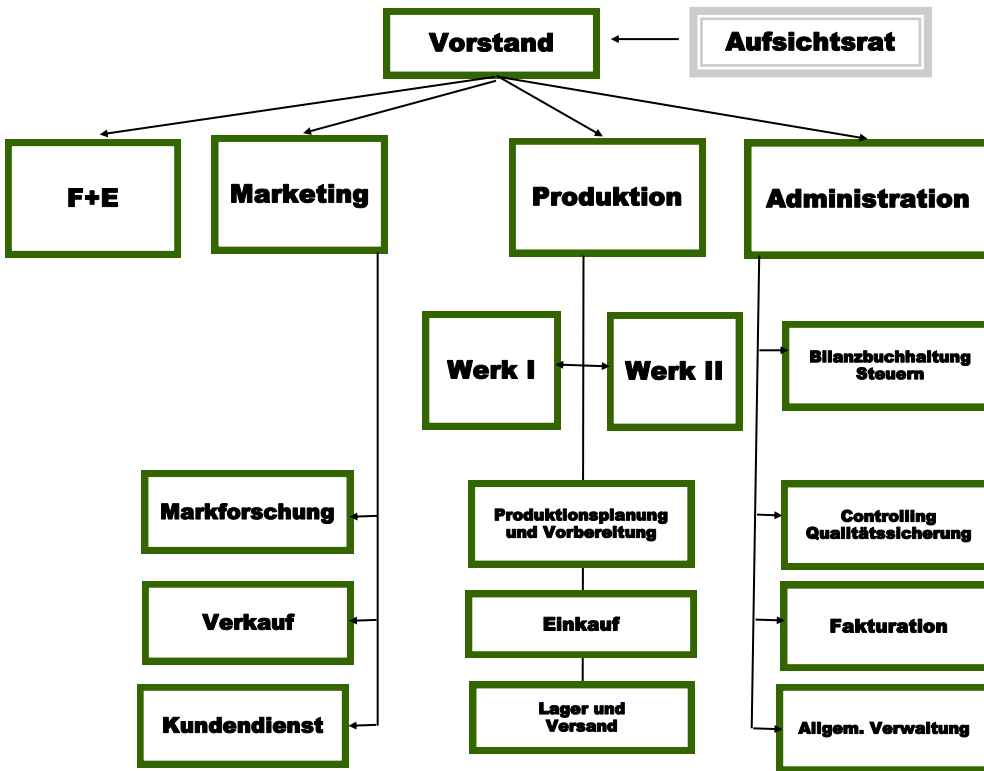 Vorstand
Aufsichtsrat
F+E
Marketing
Produktion
Administration
Werk I
Werk II
Bilanzbuchhaltung
Steuern
Markforschung
Produktionsplanung
und Vorbereitung
Controlling
Qualitätssicherung
Verkauf
Einkauf
Fakturation
Kundendienst
Lager und
Versand
Allgem. Verwaltung